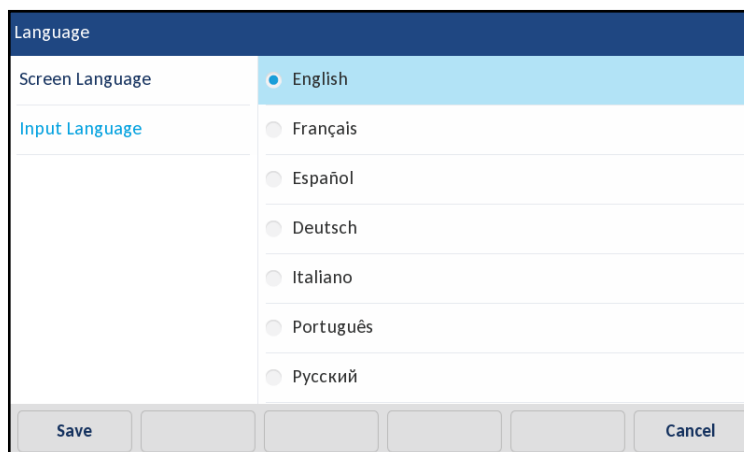 Language
Screen Language
Input Language
English
Français
Español
Deutsch
Italiano
Português
Русский
Save
Cancel